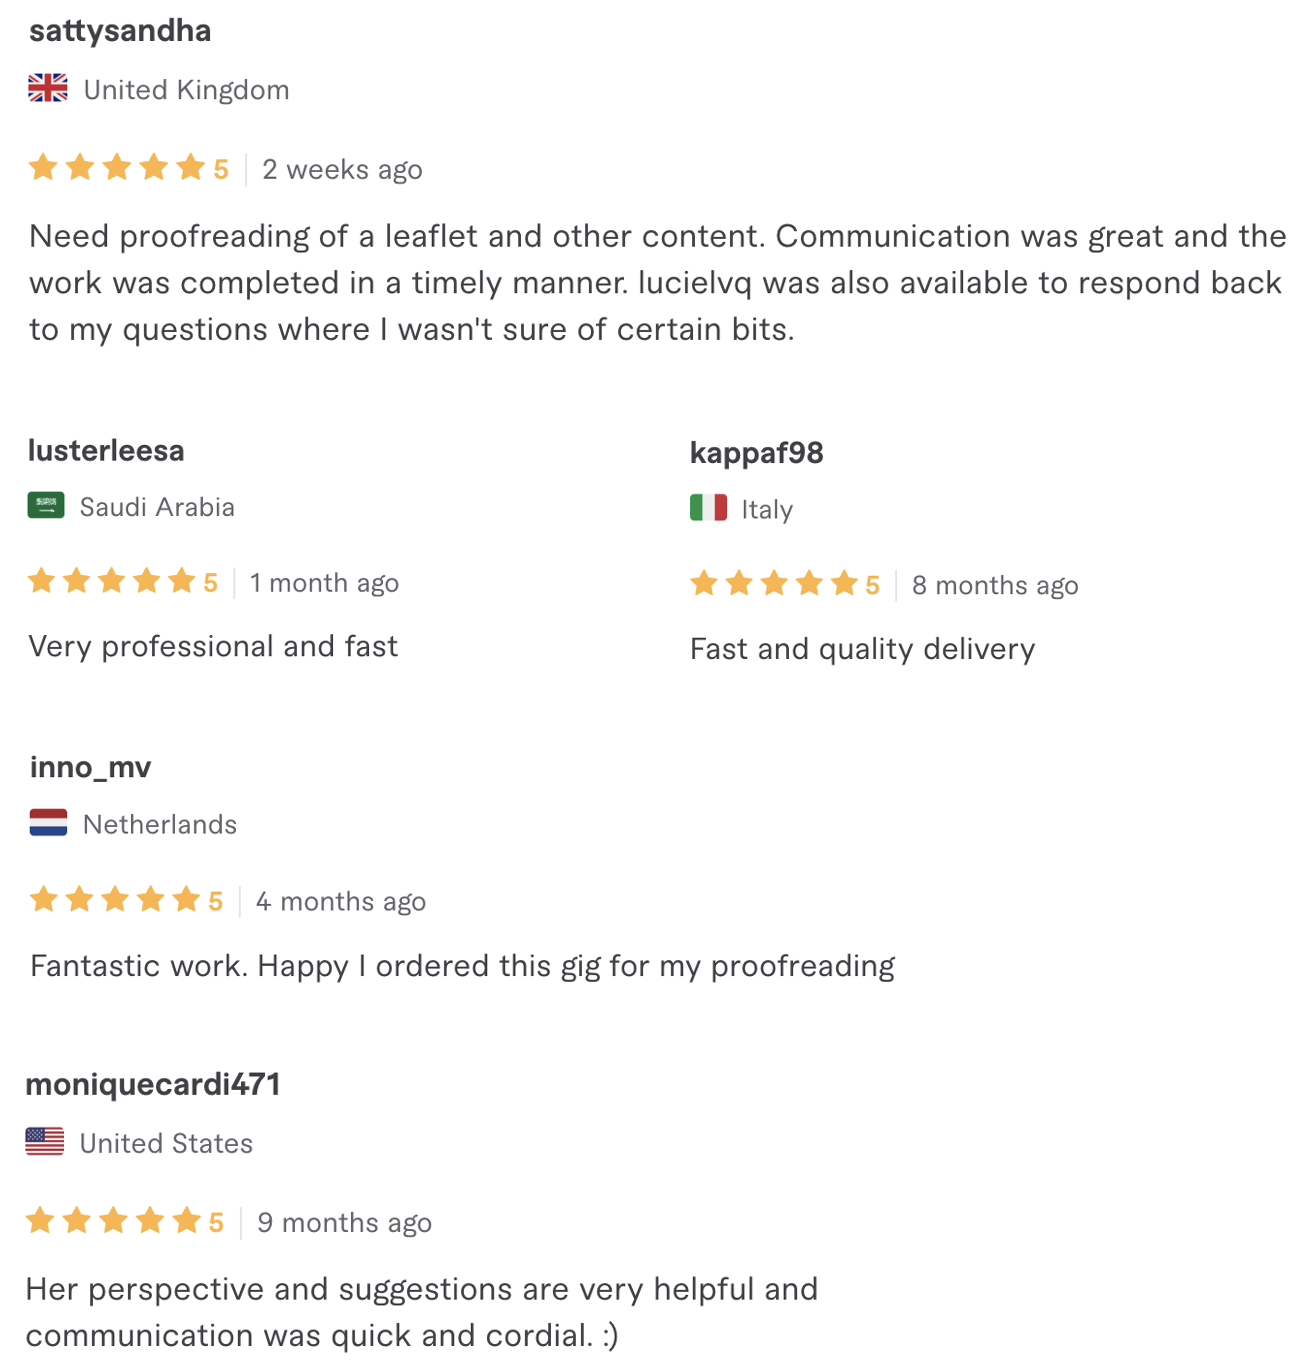 sattysandha
United Kingdom
5 2 weeks ago
Need proofreading of a leaflet and other content. Communication was great and the
work was completed in a timely manner. lucielvq was also available to respond back
to my questions where I wasn't sure of certain bits.
lusterleesa
Saudi Arabia
5 1 month ago
Very professional and fast
kappaf98
Italy
5 8 months ago
Fast and quality delivery
inno_mv
Netherlands
5 4 months ago
Fantastic work. Happy I ordered this gig for my proofreading
moniquecardi471
United States
5 9 months ago
Her perspective and suggestions are very helpful and
communication was quick and cordial. :)